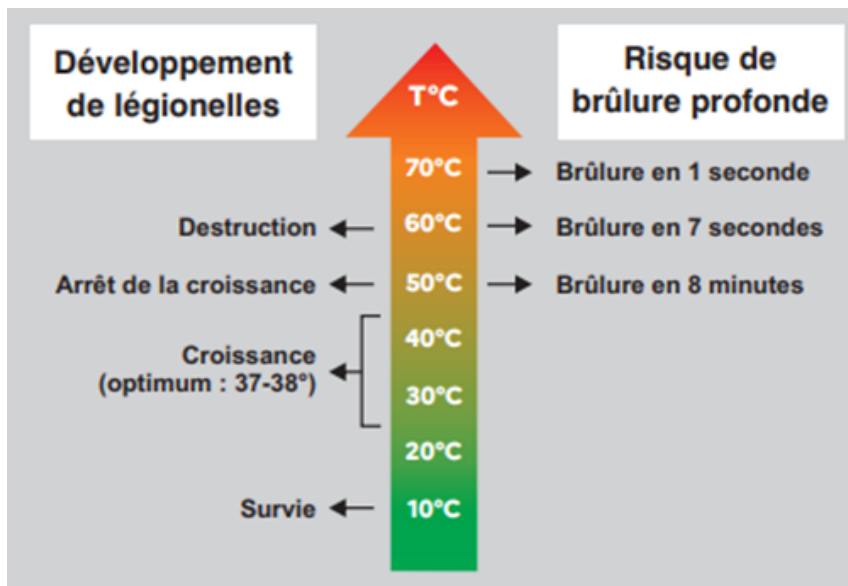 Développement
de légionelles
T°C
Risque de
brûlure profonde
70°C
Brûlure en 1 seconde
Destruction
60°C
Brûlure en 7 secondes
Arrêt de la croissance
50°C
Brûlure en 8 minutes
40°C
Croissance
(optimum : 37-38°)
30°C
20°C
Survie
10°C